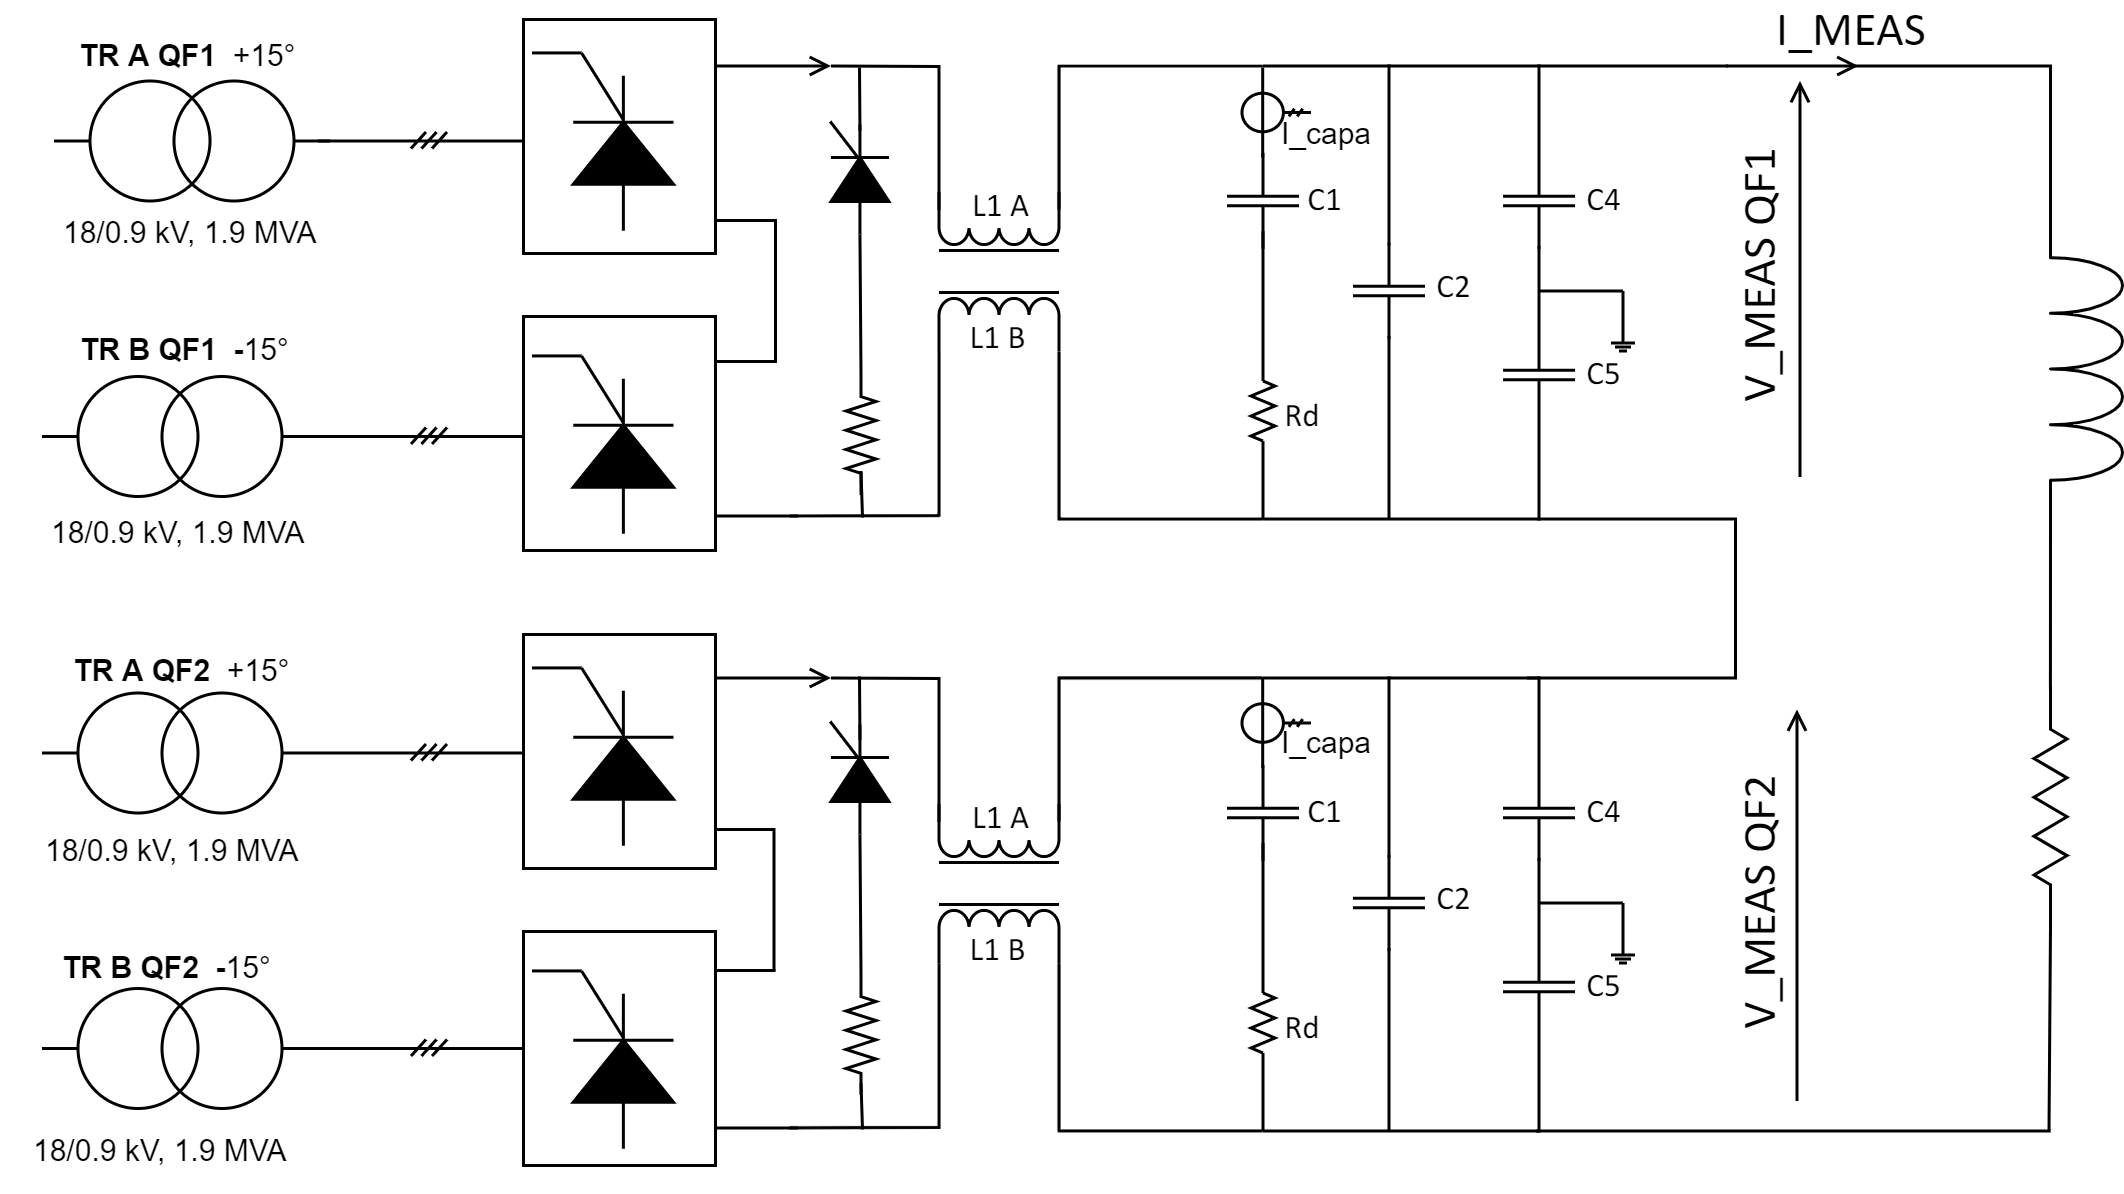 I_MEAS
TR A QF1 +15°
18/0.9 kV, 1.9 MVA
I_capa
C1
C4
L1 A
L1 B
C2
C5
Rd
V_MEAS QF1
TR B QF1 -15°
18/0.9 kV, 1.9 MVA
TR A QF2 +15°
18/0.9 kV, 1.9 MVA
I_capa
C1
C4
L1 A
L1 B
C2
C5
Rd
V_MEAS QF2
TR B QF2 -15°
18/0.9 kV, 1.9 MVA